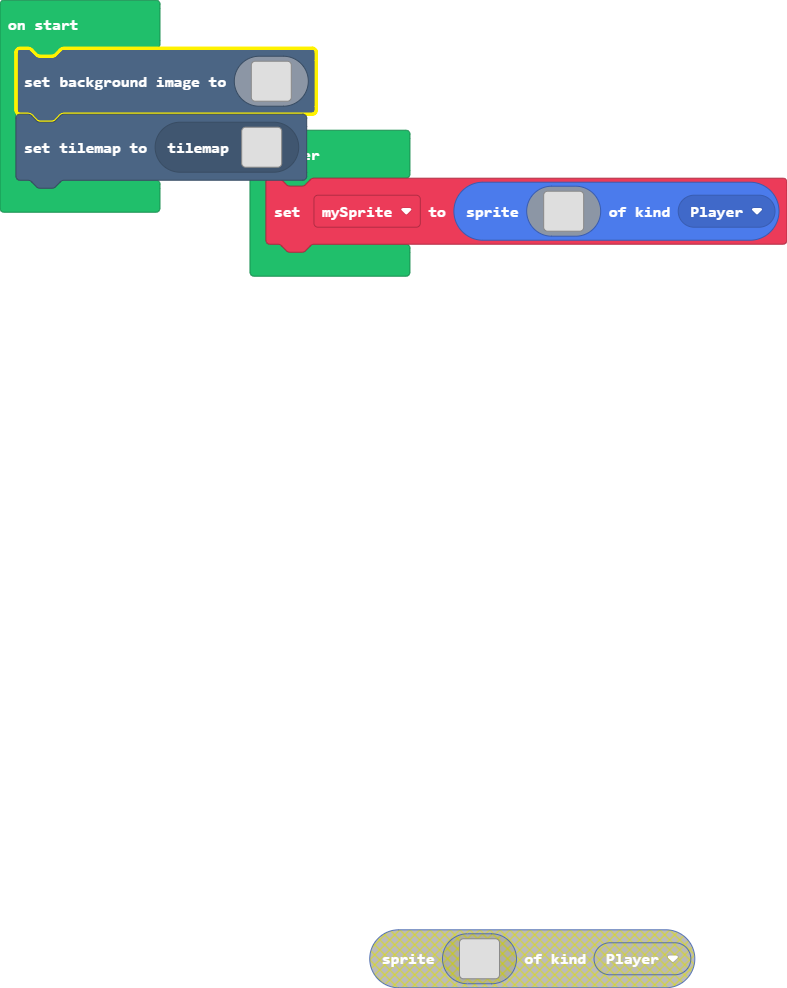 on start
set background image to
set tilemap to tilemap
set mySprite to sprite of kind Player
sprite of kind Player